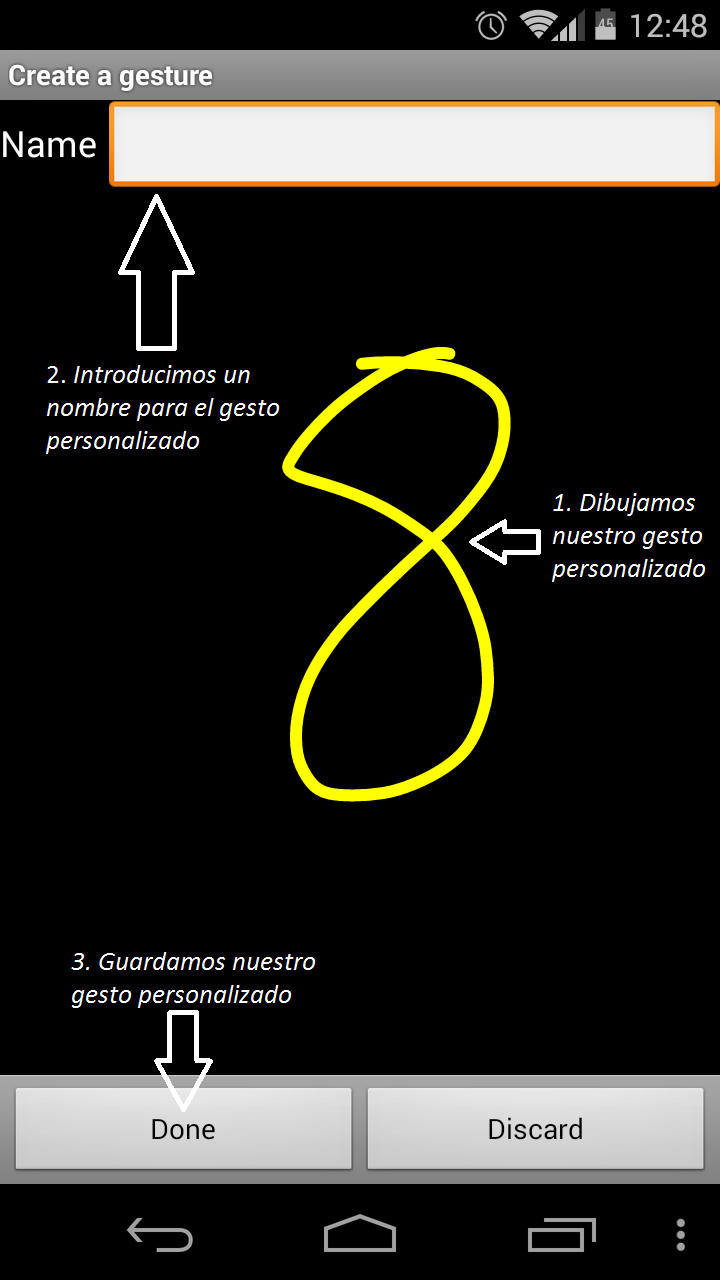 45 12:48
Create a gesture
Name
2. Introducimos un
nombre para el gesto
personalizado
1. Dibujamos
nuestro gesto
personalizado
3. Guardamos nuestro
gesto personalizado
Done
Discard